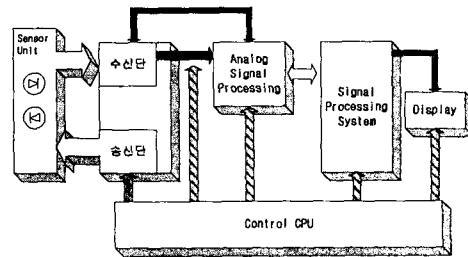 Sensor
Unit
수신단
송신단
Analog
Signal
Processing
Signal
Processing
System
Display
Control CPU